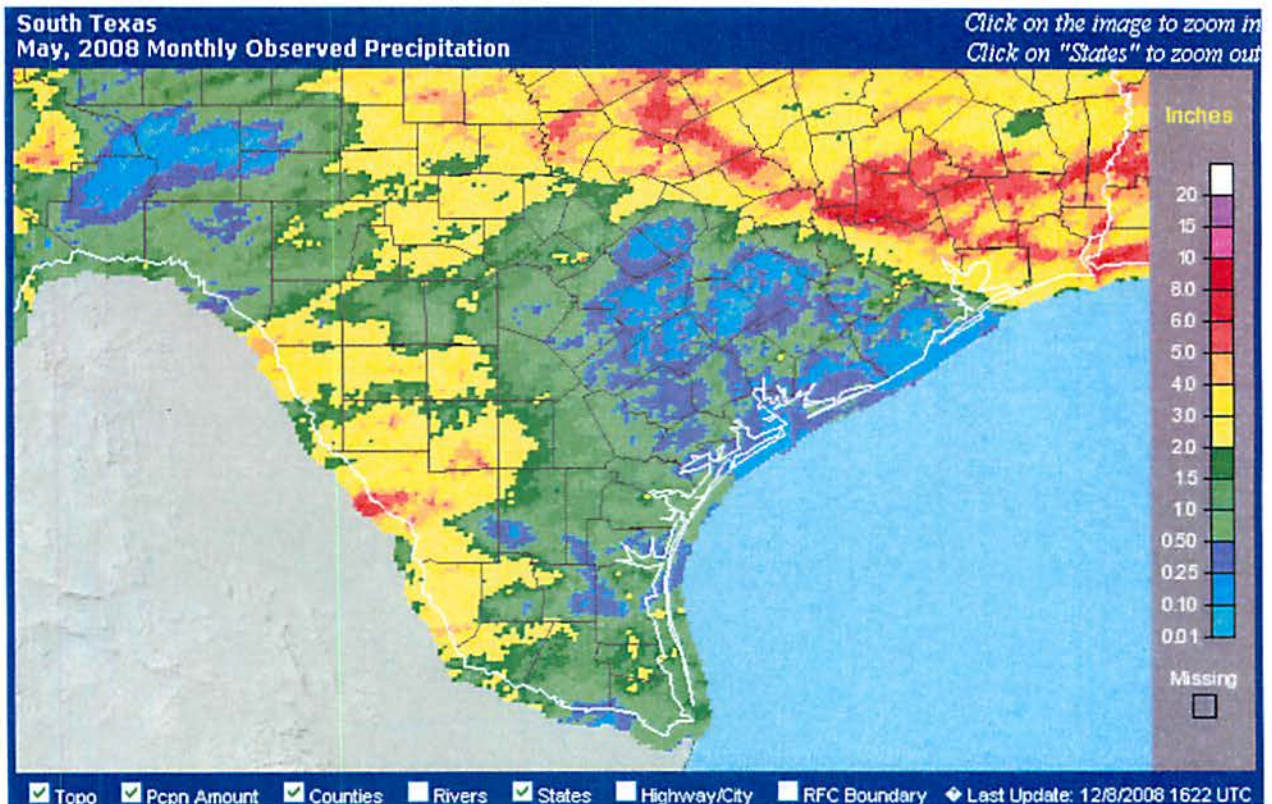 South Texas
May, 2008 Monthly Observed Precipitation
Click on the image to zoom in
Click on "States" to zoom out
Inches
20
15
10
8.0
6.0
5.0
4.0
3.0
2.0
1.5
1.0
0.50
0.25
0.10
0.01
Missing
Topo Pcpn Amount Counties Rivers States Highway/City RFC Boundary Last Update: 12/8/2008 1622 UTC